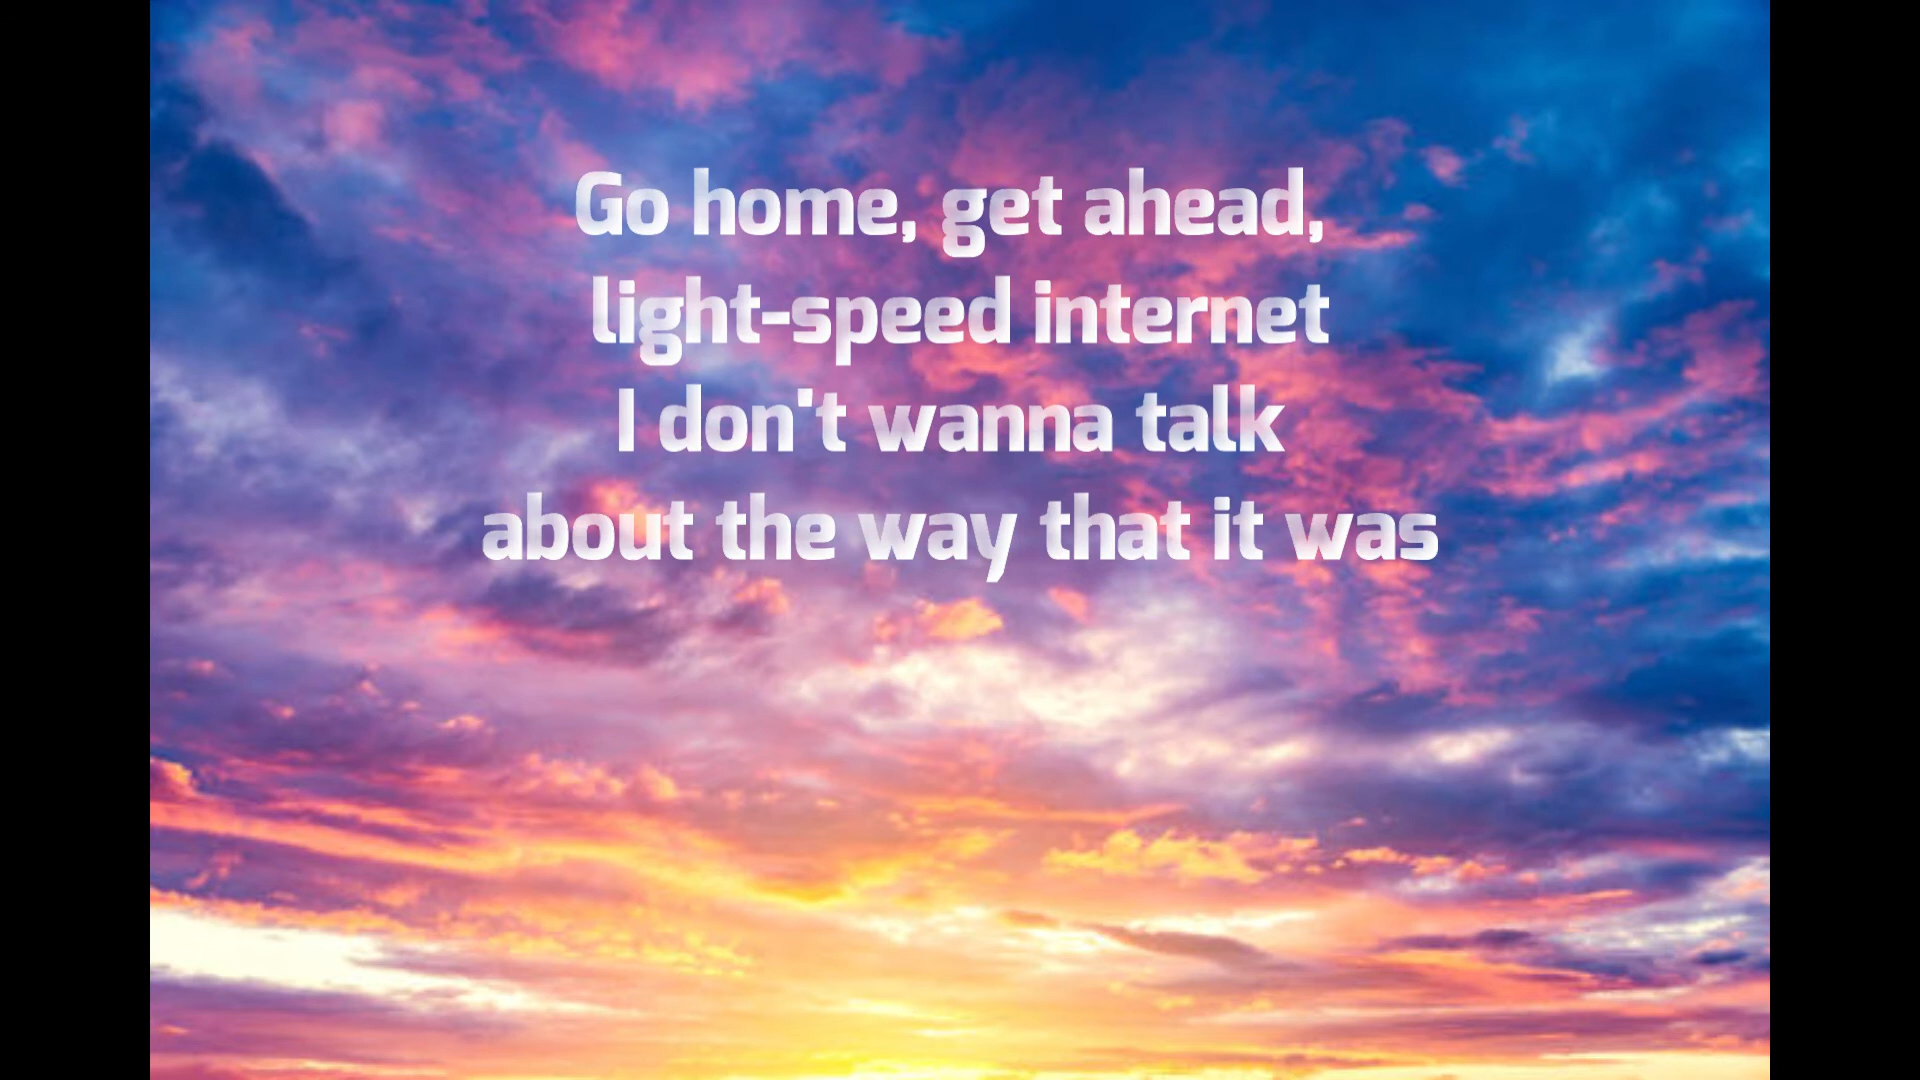 Go home, get ahead,
light-speed internet
I don't wanna talk
about the way that it was